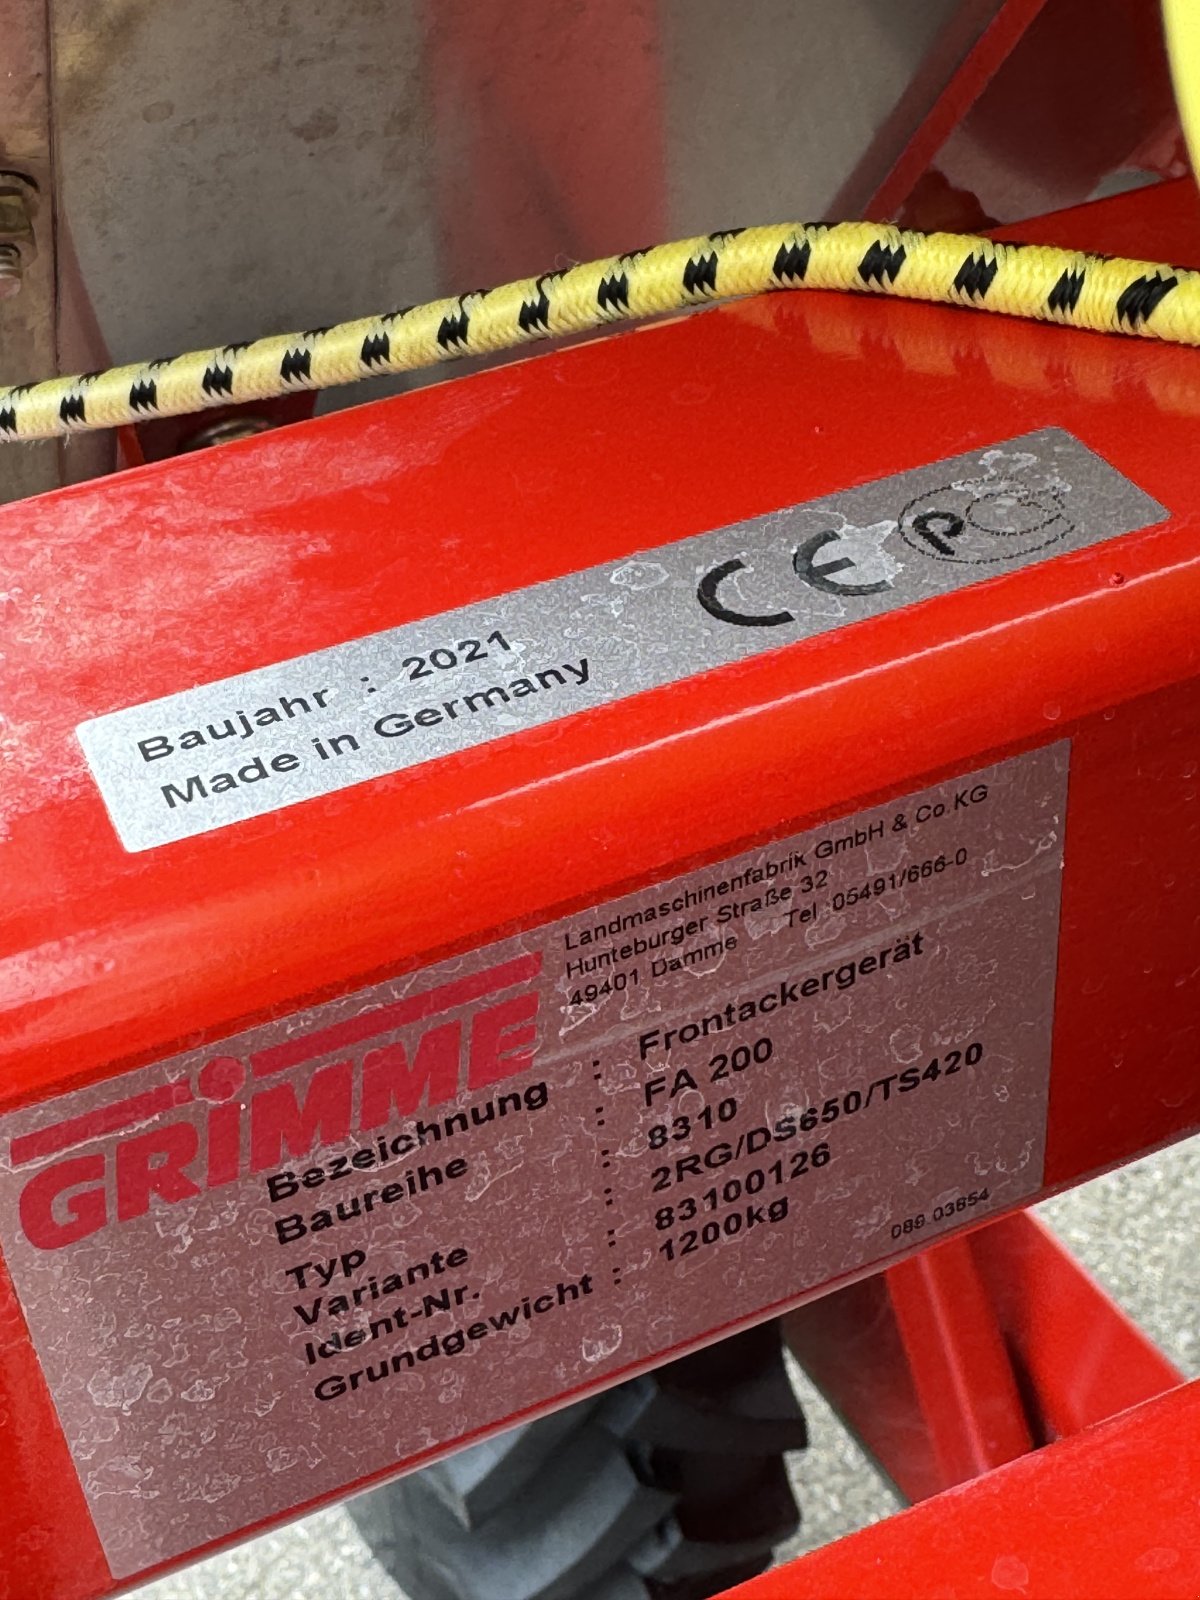 Baujahr : 2021
Made in Germany
CE
GRIMME
Landmaschinenfabrik GmbH & Co.KG
Hunteburger Straße 32
49401 Damme Tel.:05491/666-0
Bezeichnung : Frontackergerät
Baureihe : FA 200
Typ : 8310
Variante : 2RG/DS650/TS420
Ident-Nr. : 83100126
Grundgewicht : 1200kg
089.03854